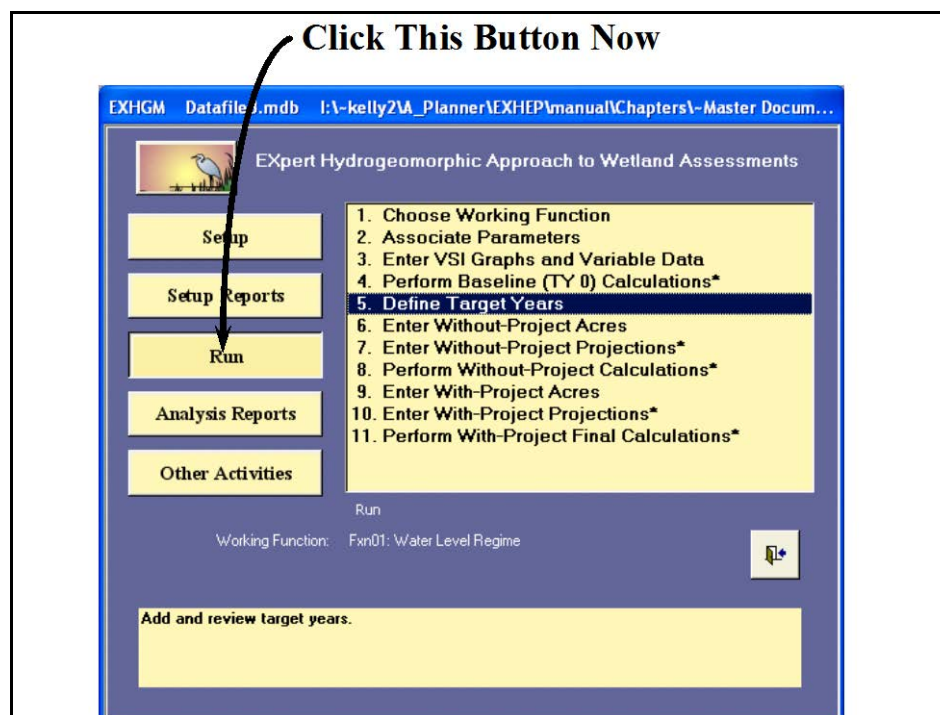 Click This Button Now
EXHGM Datafile3.mdb I:\~kelly2\A_Planner\EXHEP\manual\Chapters\~Master Docum...
EXpert Hydrogeomorphic Approach to Wetland Assessments
Setup
Setup Reports
Run
Analysis Reports
Other Activities
1. Choose Working Function
2. Associate Parameters
3. Enter VSI Graphs and Variable Data
4. Perform Baseline (TY 0) Calculations*
5. Define Target Years
6. Enter Without-Project Acres
7. Enter Without-Project Projections*
8. Perform Without-Project Calculations*
9. Enter With-Project Acres
10. Enter With-Project Projections*
11. Perform With-Project Final Calculations*
Run
Working Function: Fxn01: Water Level Regime
Add and review target years.